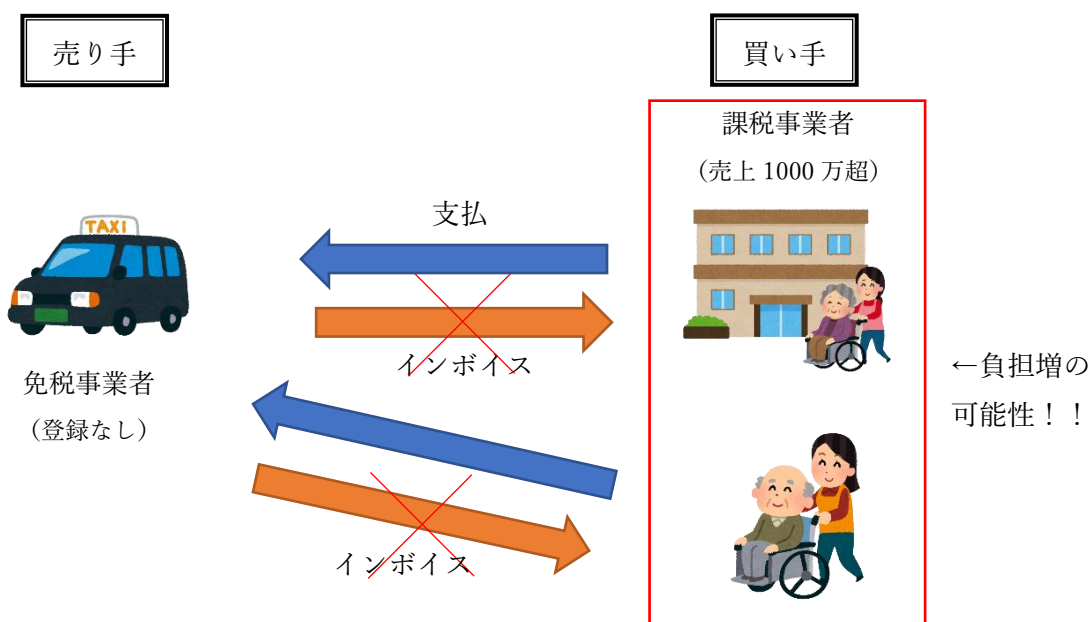 売り手
買い手
課税事業者
（売上 1000 万超）
TAXI
支払
インボイス
免税事業者
（登録なし）
←負担増の
可能性！！
インボイス